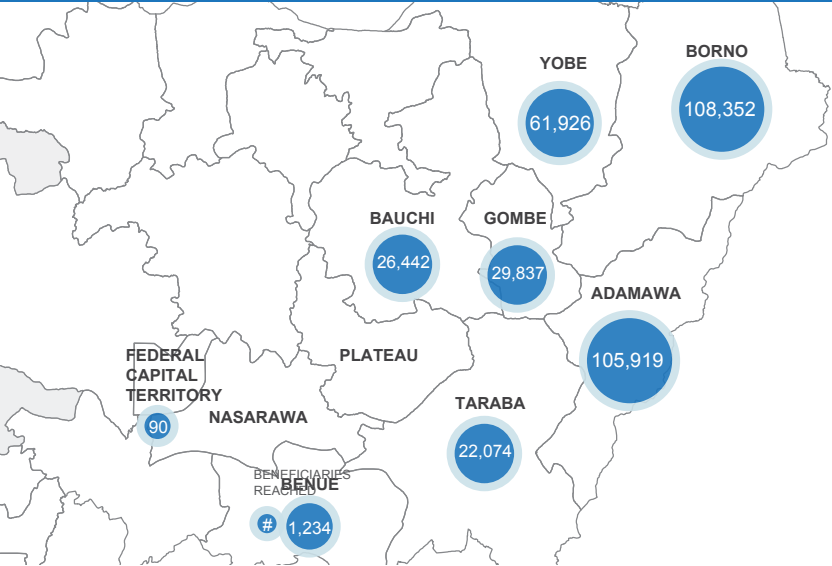 YOBE
BORNO
61,926
108,352
BAUCHI
GOMBE
26,442
29,837
ADAMAWA
105,919
FEDERAL
CAPITAL
TERRITORY
PLATEAU
90
NASARAWA
TARABA
22,074
BENEFICIARIES
REACHED
BENUE
#
1,234